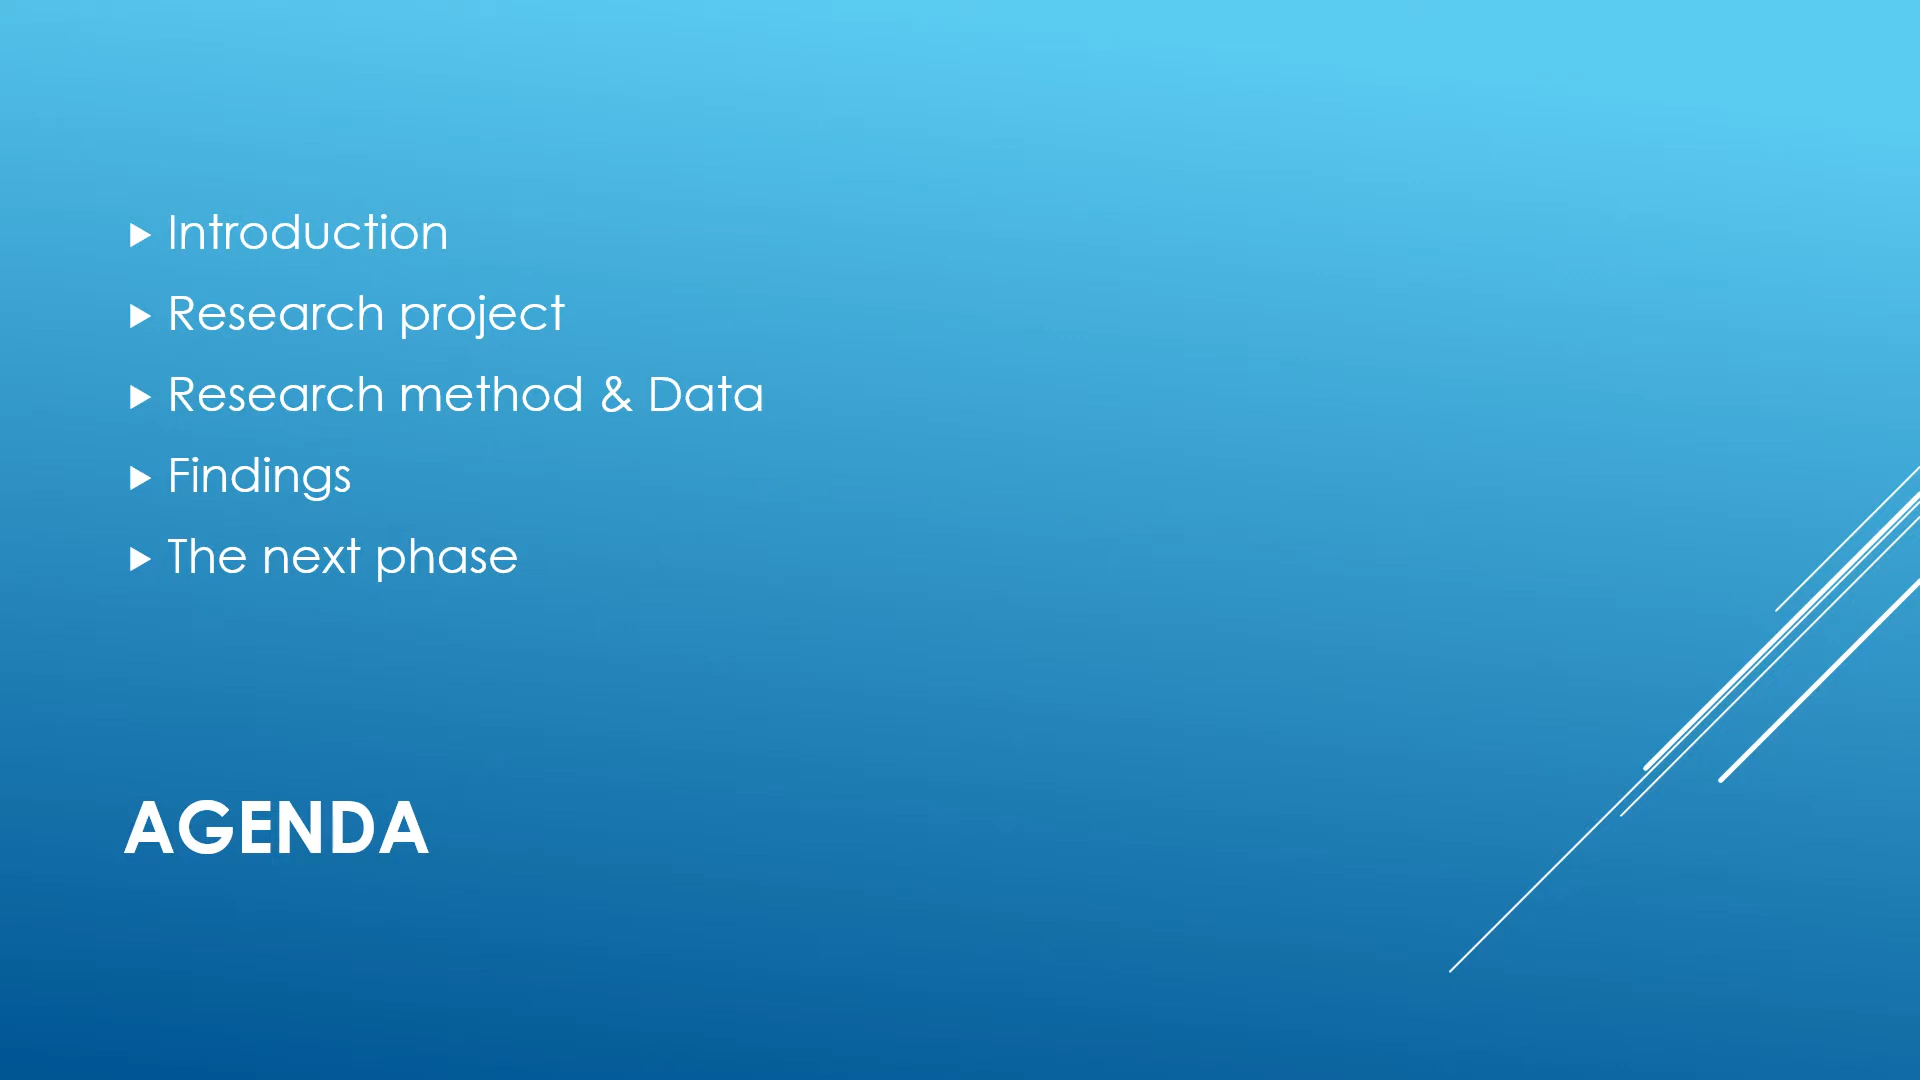 Introduction
Research project
Research method & Data
Findings
The next phase
AGENDA